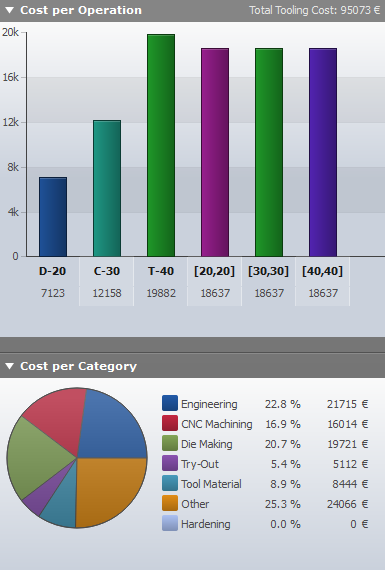 Cost per Operation Total Tooling Cost: 95073 €
20k
16k
12k
8k
4k
0
D-20 C-30 T-40 [20,20] [30,30] [40,40]
7123 12158 19882 18637 18637 18637
Cost per Category
Engineering 22.8 % 21715 €
CNC Machining 16.9 % 16014 €
Die Making 20.7 % 19721 €
Try-Out 5.4 % 5112 €
Tool Material 8.9 % 8444 €
Other 25.3 % 24066 €
Hardening 0.0 % 0 €